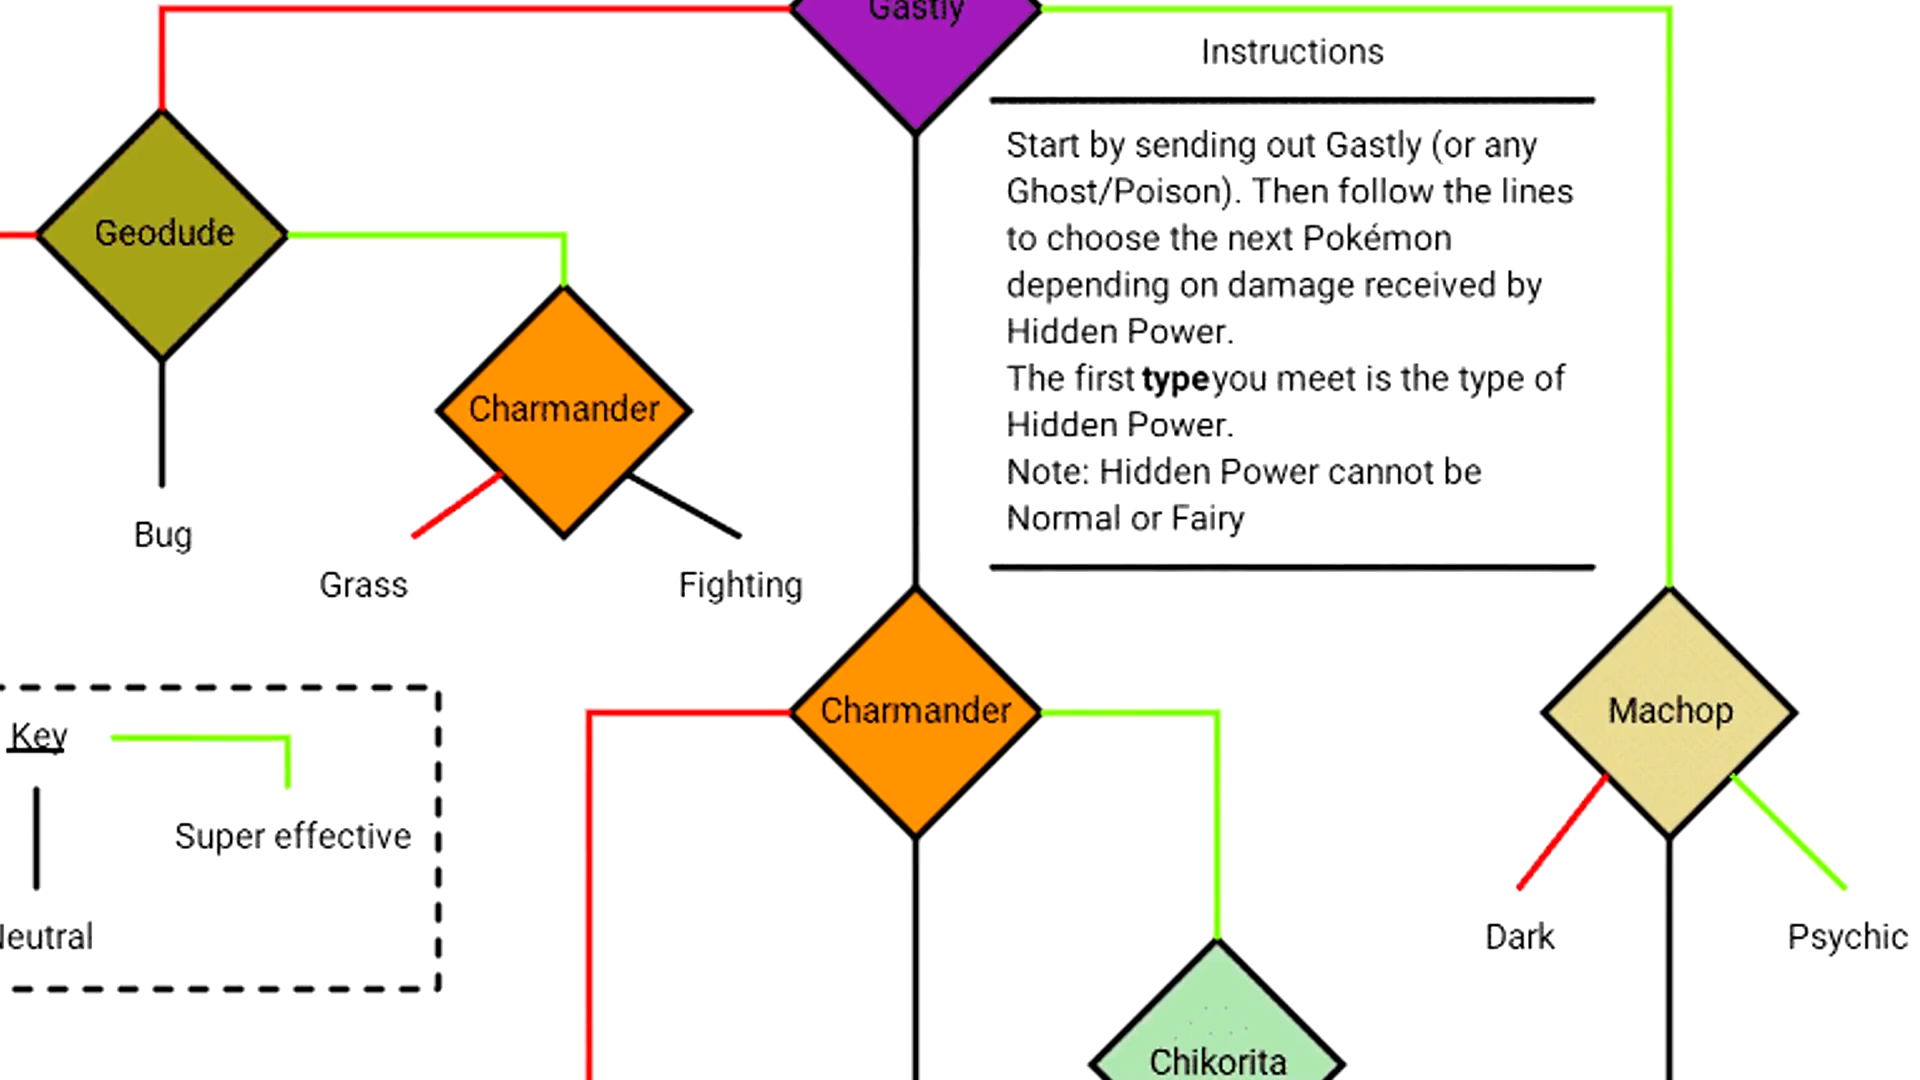 Gastly
Instructions
Start by sending out Gastly (or any
Ghost/Poison). Then follow the lines
to choose the next Pokémon
depending on damage received by
Hidden Power.
The first type you meet is the type of
Hidden Power.
Note: Hidden Power cannot be
Normal or Fairy
Geodude
Charmander
Bug
Grass
Fighting
Charmander
Machop
Key
Super effective
Neutral
Dark
Psychic
Chikorita